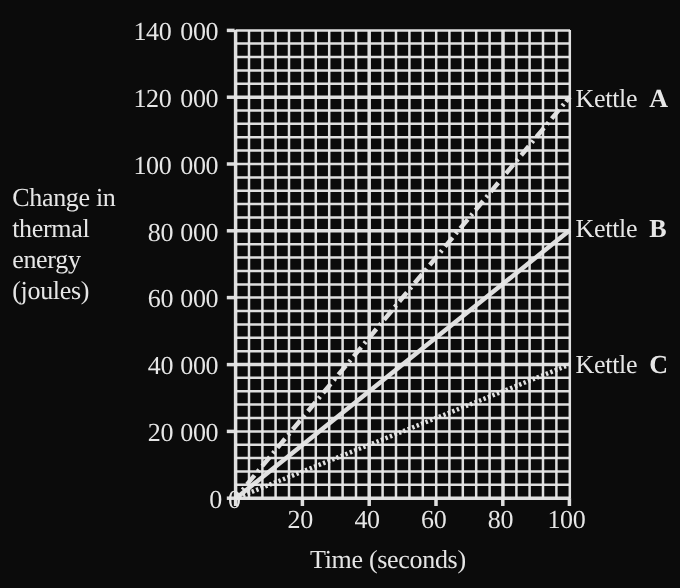 140 000
120 000
100 000
80 000
60 000
40 000
20 000
0
Change in
thermal
energy
(joules)
Kettle A
Kettle B
Kettle C
0
20
40
60
80
100
Time (seconds)